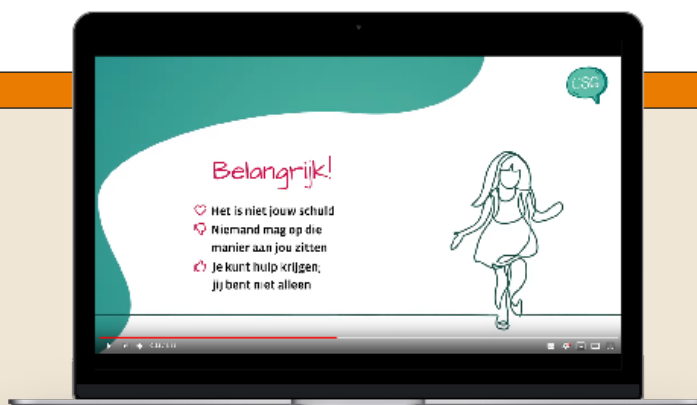 CSG
Belangrijk!
Het is niet jouw schuld
Niemand mag op die
manier aan jou zitten
Je kunt hulp krijgen;
jij bent niet alleen